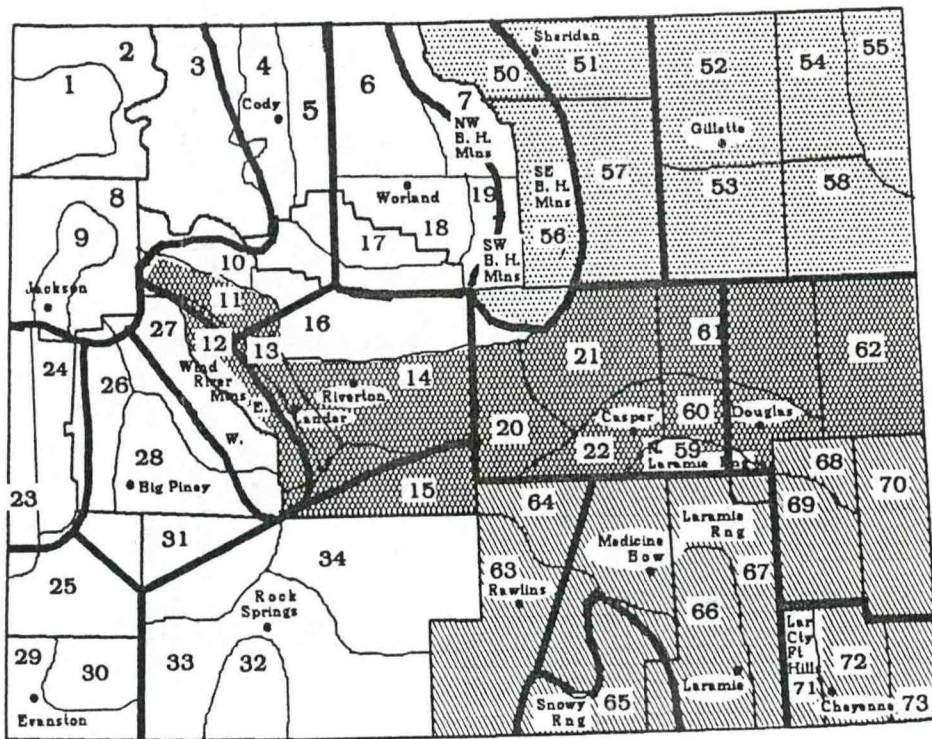 Sheridan
2
3
4
6
50
51
52
54
55
1
Cody
5
7
NW
B. H.
Mtns
Gillette
57
SE
B. H.
Mtns
53
58
8
Worland
19
18
17
9
10
SW
B. H.
Mtns
56
Jackson
11
16
27
12
13
Wind
River
Mtns
E.
W.
14
Riverton
Lander
21
61
62
24
26
20
Casper
60
Douglas
22
59
N.
Laramie Rng
28
Big Piney
15
68
70
23
64
69
31
34
Medicine
Bow
Laramie
Rng
25
63
Rawlins
67
Rock
Springs
66
29
30
33
32
Lar
Cty
Ft
Hills
71
72
Evanston
Snowy
Rng
65
Laramie
Cheyenne
73